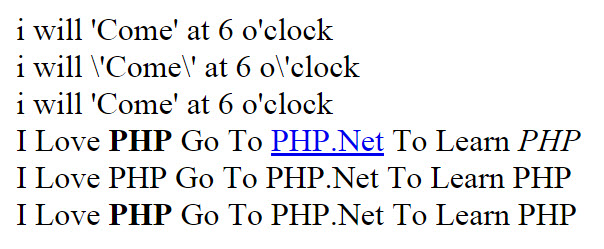 i will 'Come' at 6 o'clock
i will \'Come\' at 6 o\'clock
i will 'Come' at 6 o'clock
I Love PHP Go To PHP.Net To Learn PHP
I Love PHP Go To PHP.Net To Learn PHP
I Love PHP Go To PHP.Net To Learn PHP